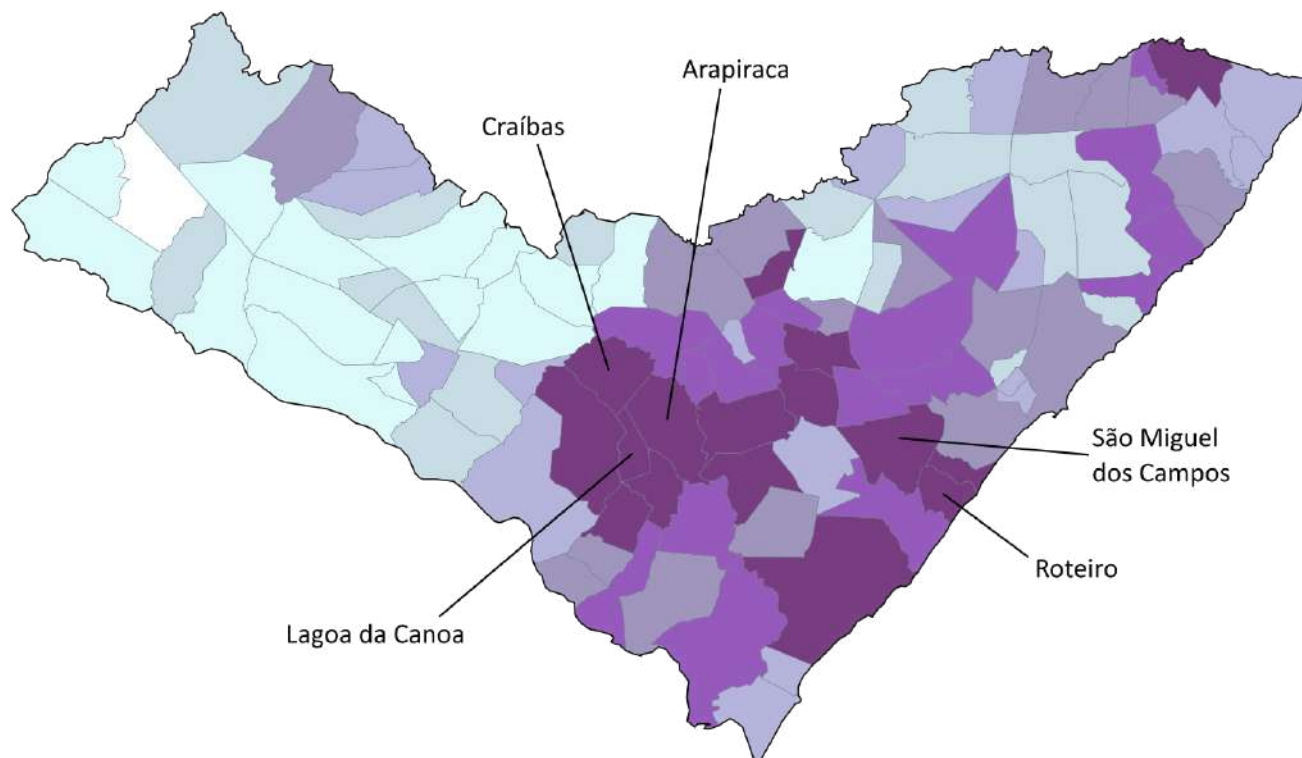 Arapiraca
Craíbas
São Miguel
dos Campos
Roteiro
Lagoa da Canoa